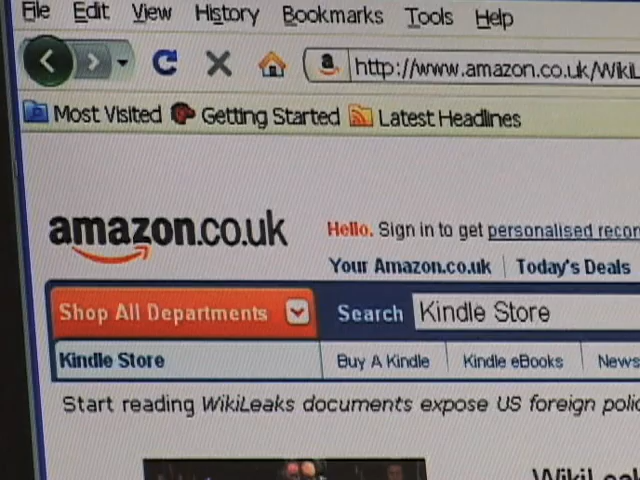 File Edit View History Bookmarks Tools Help
http://www.amazon.co.uk/WikiL
Most Visited Getting Started Latest Headlines
amazon.co.uk
Hello. Sign in to get personalised recor
Your Amazon.co.uk Today's Deals
Shop All Departments Search Kindle Store
Kindle Store Buy A Kindle Kindle eBooks News
Start reading WikiLeaks documents expose US foreign polic
WikiLeak